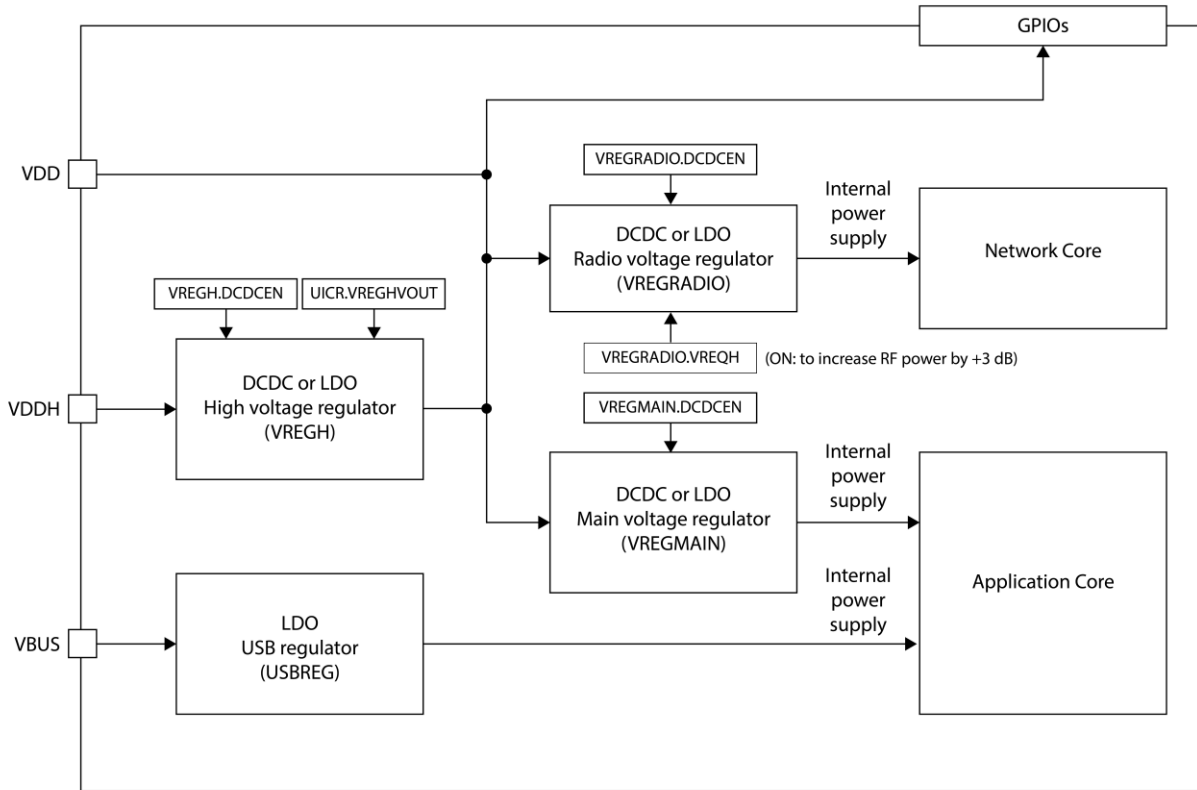 GPIOs
VDD
VREGRADIO.DCDCEN
Internal
power
supply
DCDC or LDO
Radio voltage regulator
(VREGRADIO)
Network Core
VREGH.DCDCEN
UICR.VREGHVOUT
VREGRADIO.VREQH
(ON: to increase RF power by +3 dB)
VDDH
DCDC or LDO
High voltage regulator
(VREGH)
VREGMAIN.DCDCEN
Internal
power
supply
DCDC or LDO
Main voltage regulator
(VREGMAIN)
Application Core
Internal
power
supply
VBUS
LDO
USB regulator
(USBREG)